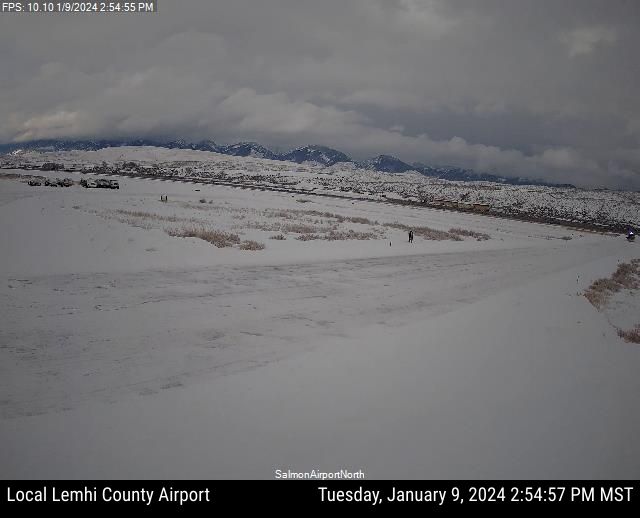 FPS: 10.10 1/9/2024 2:54:55 PM
SalmonAirportNorth
Local Lemhi County Airport Tuesday, January 9, 2024 2:54:57 PM MST